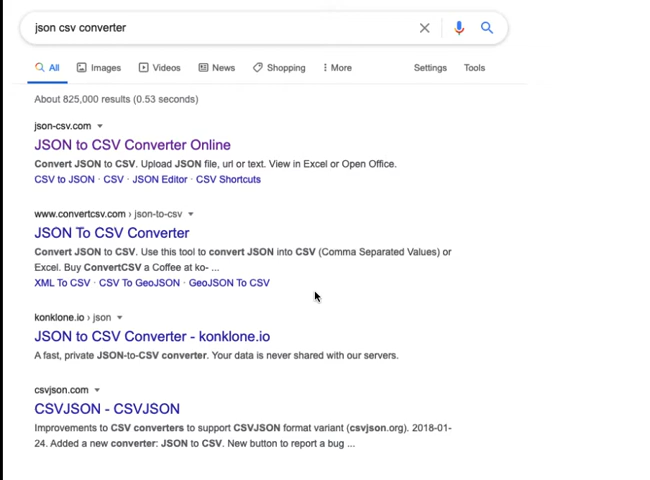 json csv converter
All Images Videos News Shopping More Settings Tools
About 825,000 results (0.53 seconds)
json-csv.com
JSON to CSV Converter Online
Convert JSON to CSV. Upload JSON file, url or text. View in Excel or Open Office.
CSV to JSON · CSV · JSON Editor · CSV Shortcuts
www.convertcsv.com › json-to-csv
JSON To CSV Converter
Convert JSON to CSV. Use this tool to convert JSON into CSV (Comma Separated Values) or
Excel. Buy ConvertCSV a Coffee at ko- ...
XML To CSV · CSV To GeoJSON · GeoJSON To CSV
konklone.io › json
JSON to CSV Converter - konklone.io
A fast, private JSON-to-CSV converter. Your data is never shared with our servers.
csvjson.com
CSVJSON - CSVJSON
Improvements to CSV converters to support CSVJSON format variant (csvjson.org). 2018-01-
24. Added a new converter: JSON to CSV. New button to report a bug ...